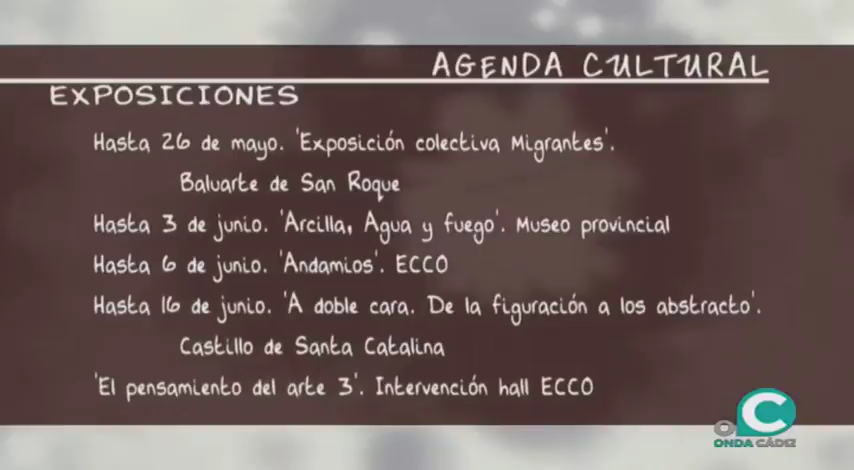 AGENDA CULTURAL
EXPOSICIONES
Hasta 26 de mayo. 'Exposición colectiva Migrantes'.
Baluarte de San Roque
Hasta 3 de junio. 'Arcilla, Agua y fuego'. Museo provincial
Hasta 6 de junio. 'Andamios'. ECCO
Hasta 16 de junio. 'A doble cara. De la figuración a los abstracto'.
Castillo de Santa Catalina
'El pensamiento del arte 3'. Intervención hall ECCO
OC
ONDA CÁDIZ